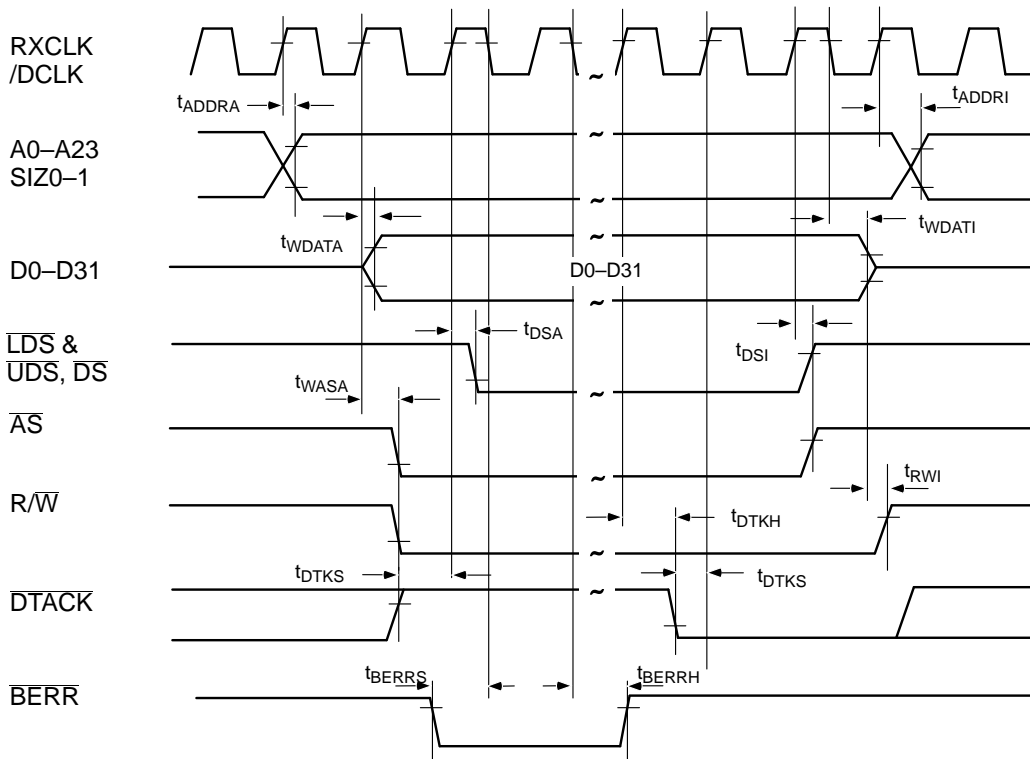 RXCLK
/DCLK
~
tADDRA
tADDRI
A0–A23
SIZ0–1
~
~
tWDATA
tWDATI
D0–D31
~
D0–D31
~
LDS &
UDS, DS
tDSA
tDSI
~
tWASA
AS
~
R/W
tRWI
tDTKH
~
tDTKS
tDTKS
DTACK
~
BERR
tBERRS
tBERRH